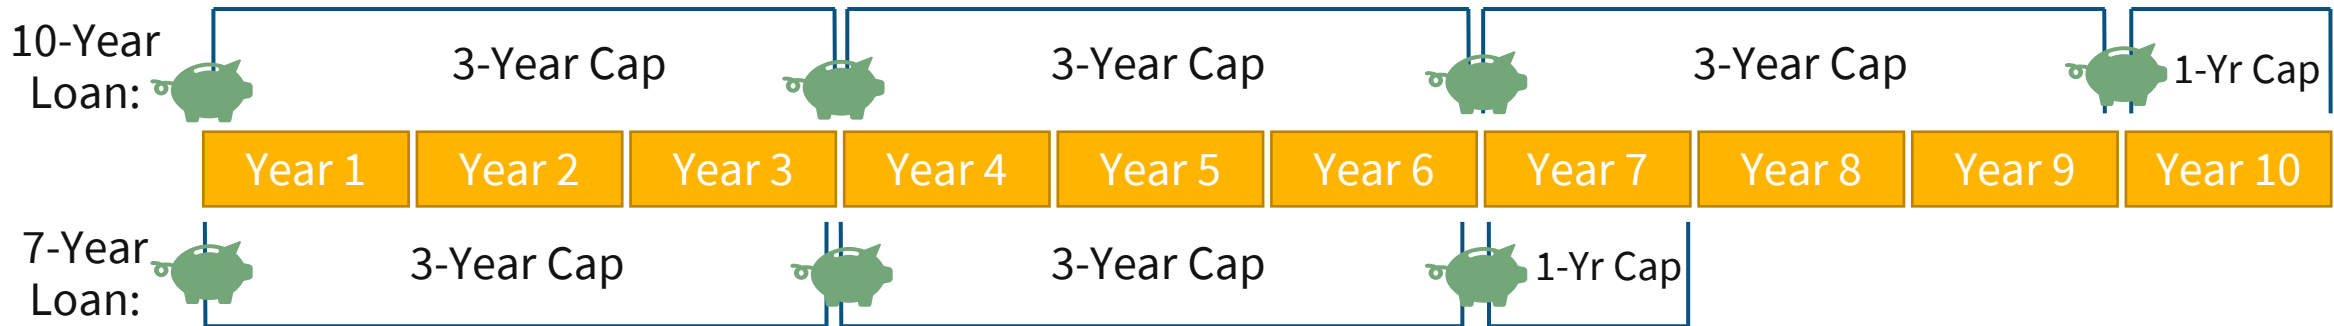 10-Year
Loan:
3-Year Cap
3-Year Cap
3-Year Cap
1-Yr Cap
Year 1
Year 2
Year 3
Year 4
Year 5
Year 6
Year 7
Year 8
Year 9
Year 10
7-Year
Loan:
3-Year Cap
3-Year Cap
1-Yr Cap